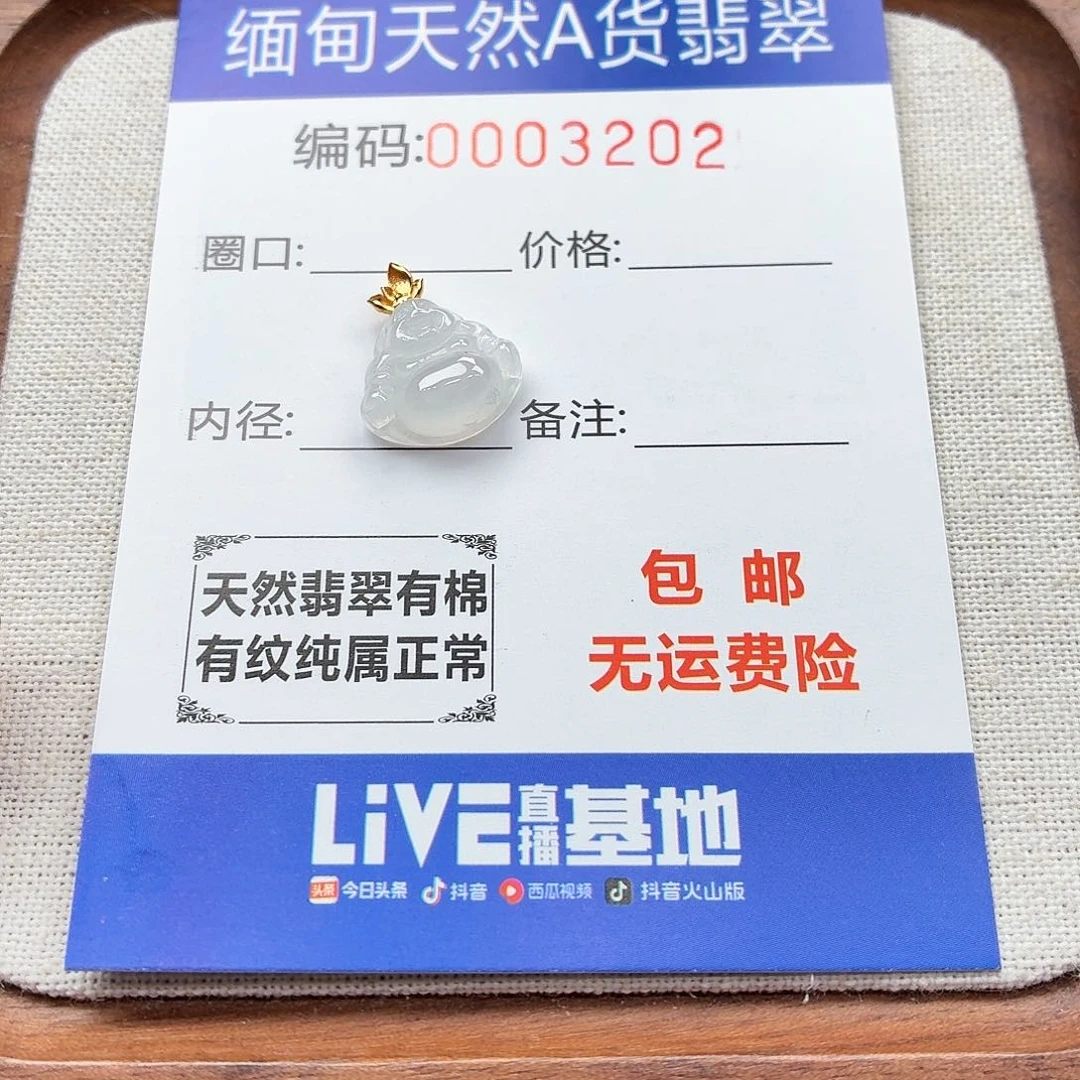 缅甸天然A货翡翠
编码:0003202
圈口: 价格:
内径: 备注:
天然翡翠有棉
有纹纯属正常
包 邮
无运费险
LiVE直播基地
头条 今日头条 抖音 西瓜视频 抖音火山版